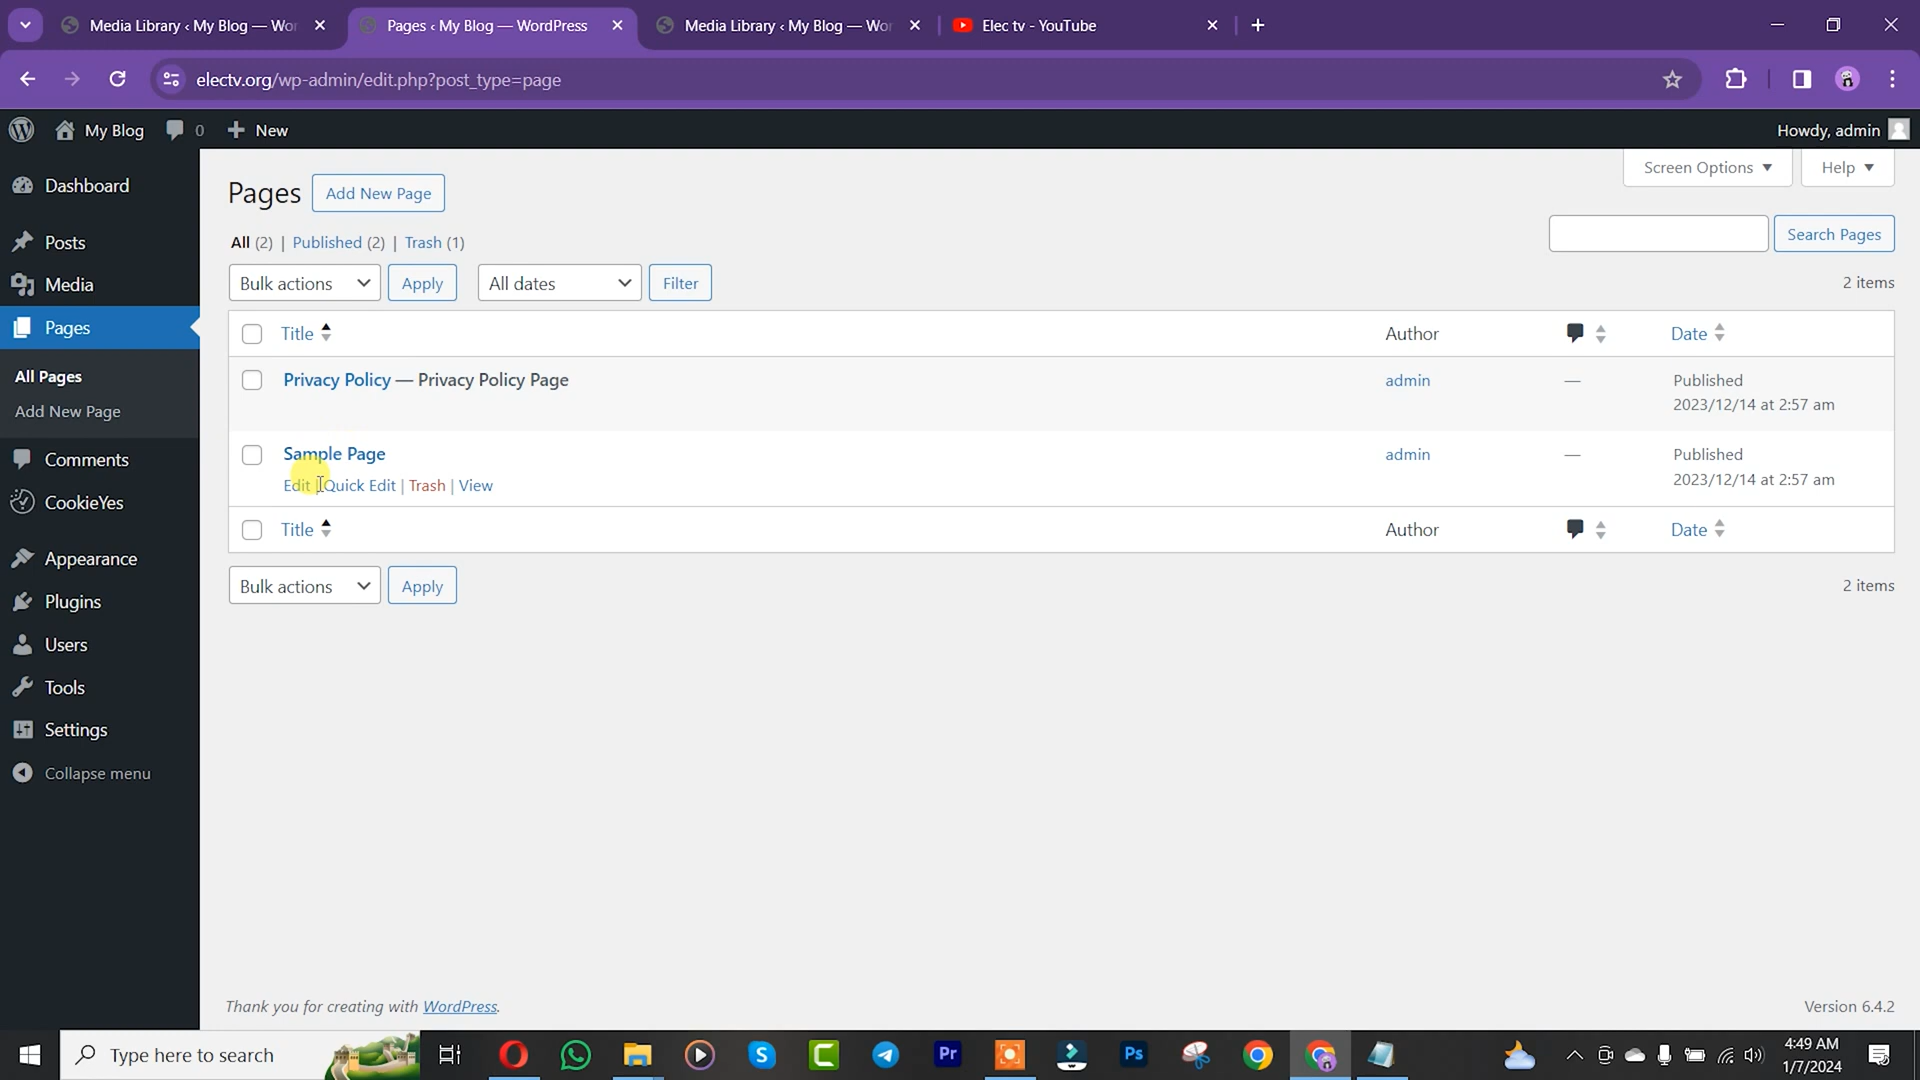 Media Library ‹ My Blog — Wor
Pages ‹ My Blog — WordPress
Media Library ‹ My Blog — Wor
Elec tv - YouTube
electv.org/wp-admin/edit.php?post_type=page
My Blog
0
New
Howdy, admin
Dashboard
Posts
Media
Pages
All Pages
Add New Page
Comments
CookieYes
Appearance
Plugins
Users
Tools
Settings
Collapse menu
Screen Options
Help
Pages
Add New Page
All (2) | Published (2) | Trash (1)
Search Pages
Bulk actions
Apply
All dates
Filter
2 items
Title
Author
Date
Privacy Policy — Privacy Policy Page
admin
—
Published
2023/12/14 at 2:57 am
Sample Page
Edit | Quick Edit | Trash | View
admin
—
Published
2023/12/14 at 2:57 am
Title
Author
Date
Bulk actions
Apply
2 items
Thank you for creating with WordPress.
Version 6.4.2
Type here to search
Pr
Ps
4:49 AM
1/7/2024